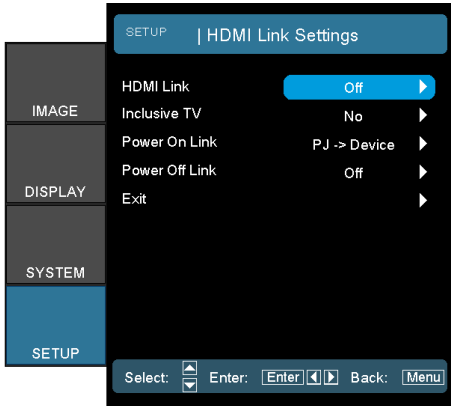 SETUP | HDMI Link Settings
HDMI Link Off
Inclusive TV No
Power On Link PJ -> Device
Power Off Link Off
Exit
IMAGE
DISPLAY
SYSTEM
SETUP
Select: Enter: Enter Back: Menu